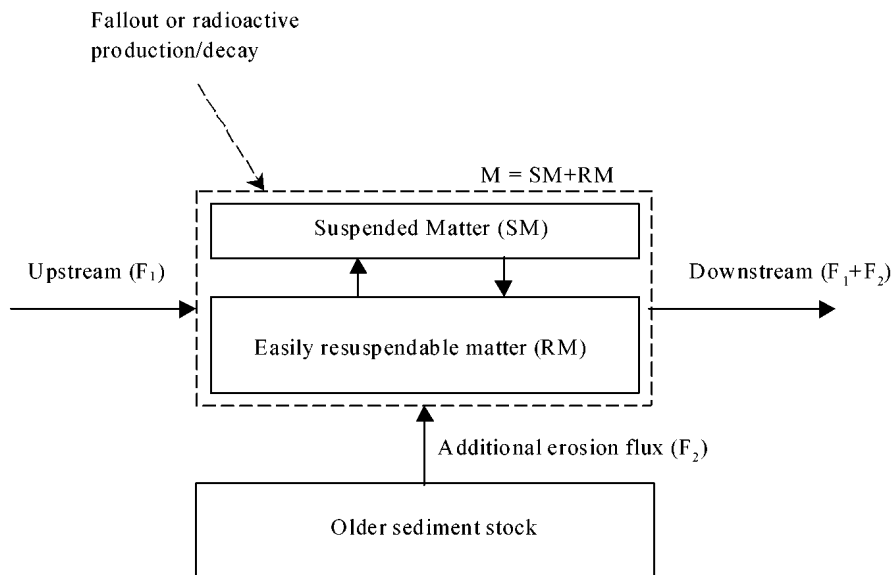 Fallout or radioactive
production/decay
M = SM+RM
Suspended Matter (SM)
Upstream (F₁)
Downstream (F₁+F₂)
Easily resuspendable matter (RM)
Additional erosion flux (F₂)
Older sediment stock